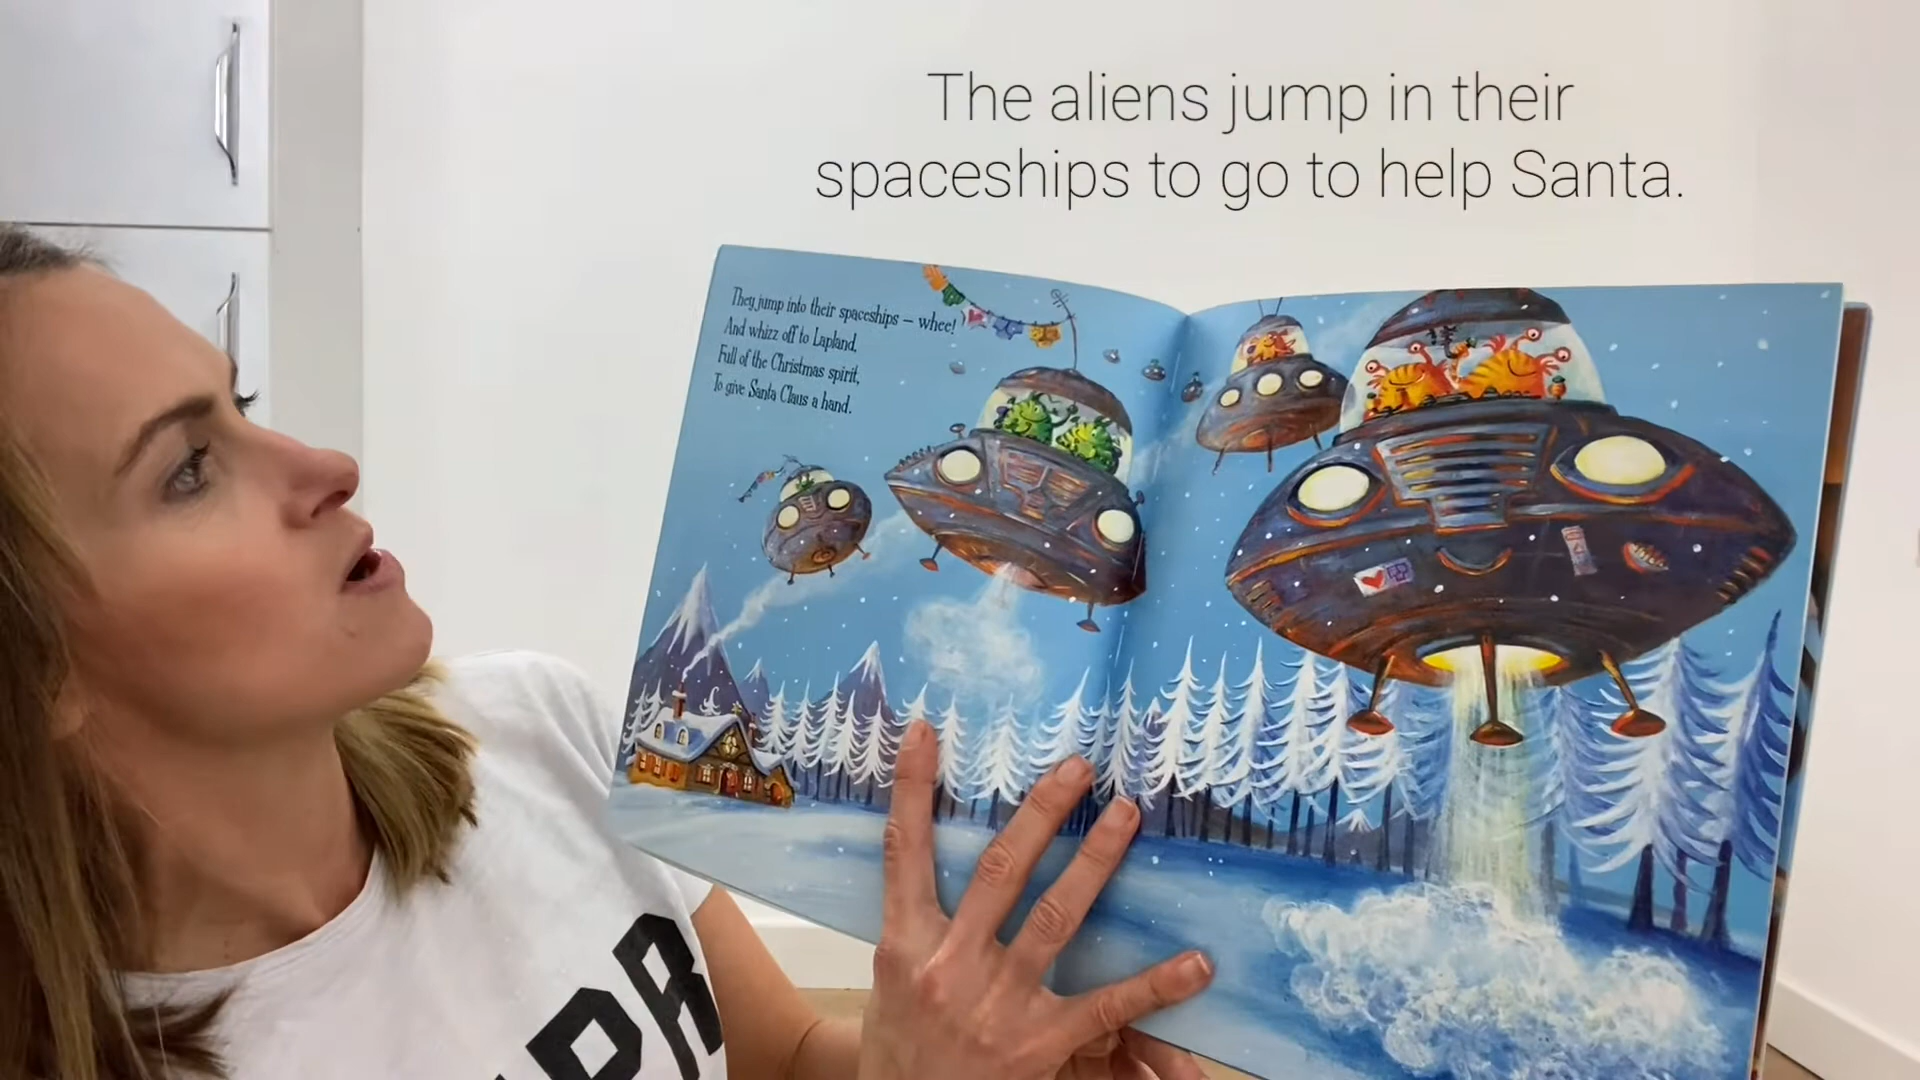 The aliens jump in their
spaceships to go to help Santa.
They jump into their spaceships – whee!
And whizz off to Lapland,
Full of the Christmas spirit,
To give Santa Claus a hand.